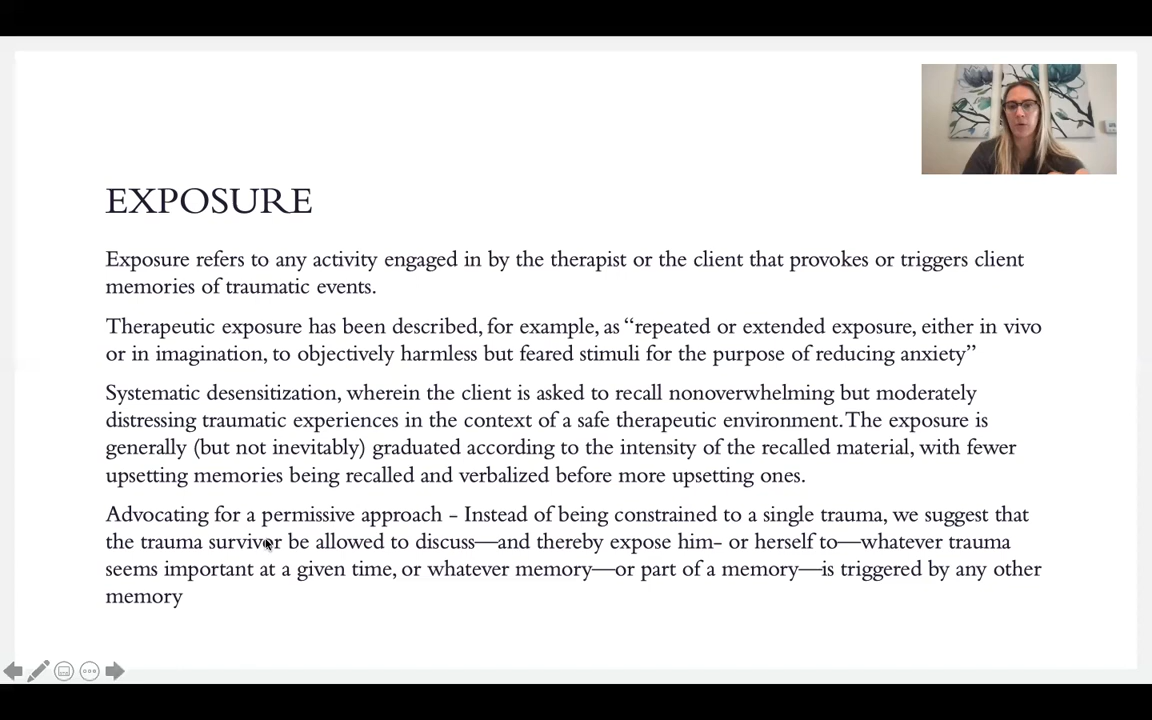 EXPOSURE
Exposure refers to any activity engaged in by the therapist or the client that provokes or triggers client
memories of traumatic events.
Therapeutic exposure has been described, for example, as “repeated or extended exposure, either in vivo
or in imagination, to objectively harmless but feared stimuli for the purpose of reducing anxiety”
Systematic desensitization, wherein the client is asked to recall nonoverwhelming but moderately
distressing traumatic experiences in the context of a safe therapeutic environment. The exposure is
generally (but not inevitably) graduated according to the intensity of the recalled material, with fewer
upsetting memories being recalled and verbalized before more upsetting ones.
Advocating for a permissive approach - Instead of being constrained to a single trauma, we suggest that
the trauma survivor be allowed to discuss—and thereby expose him- or herself to—whatever trauma
seems important at a given time, or whatever memory—or part of a memory—is triggered by any other
memory